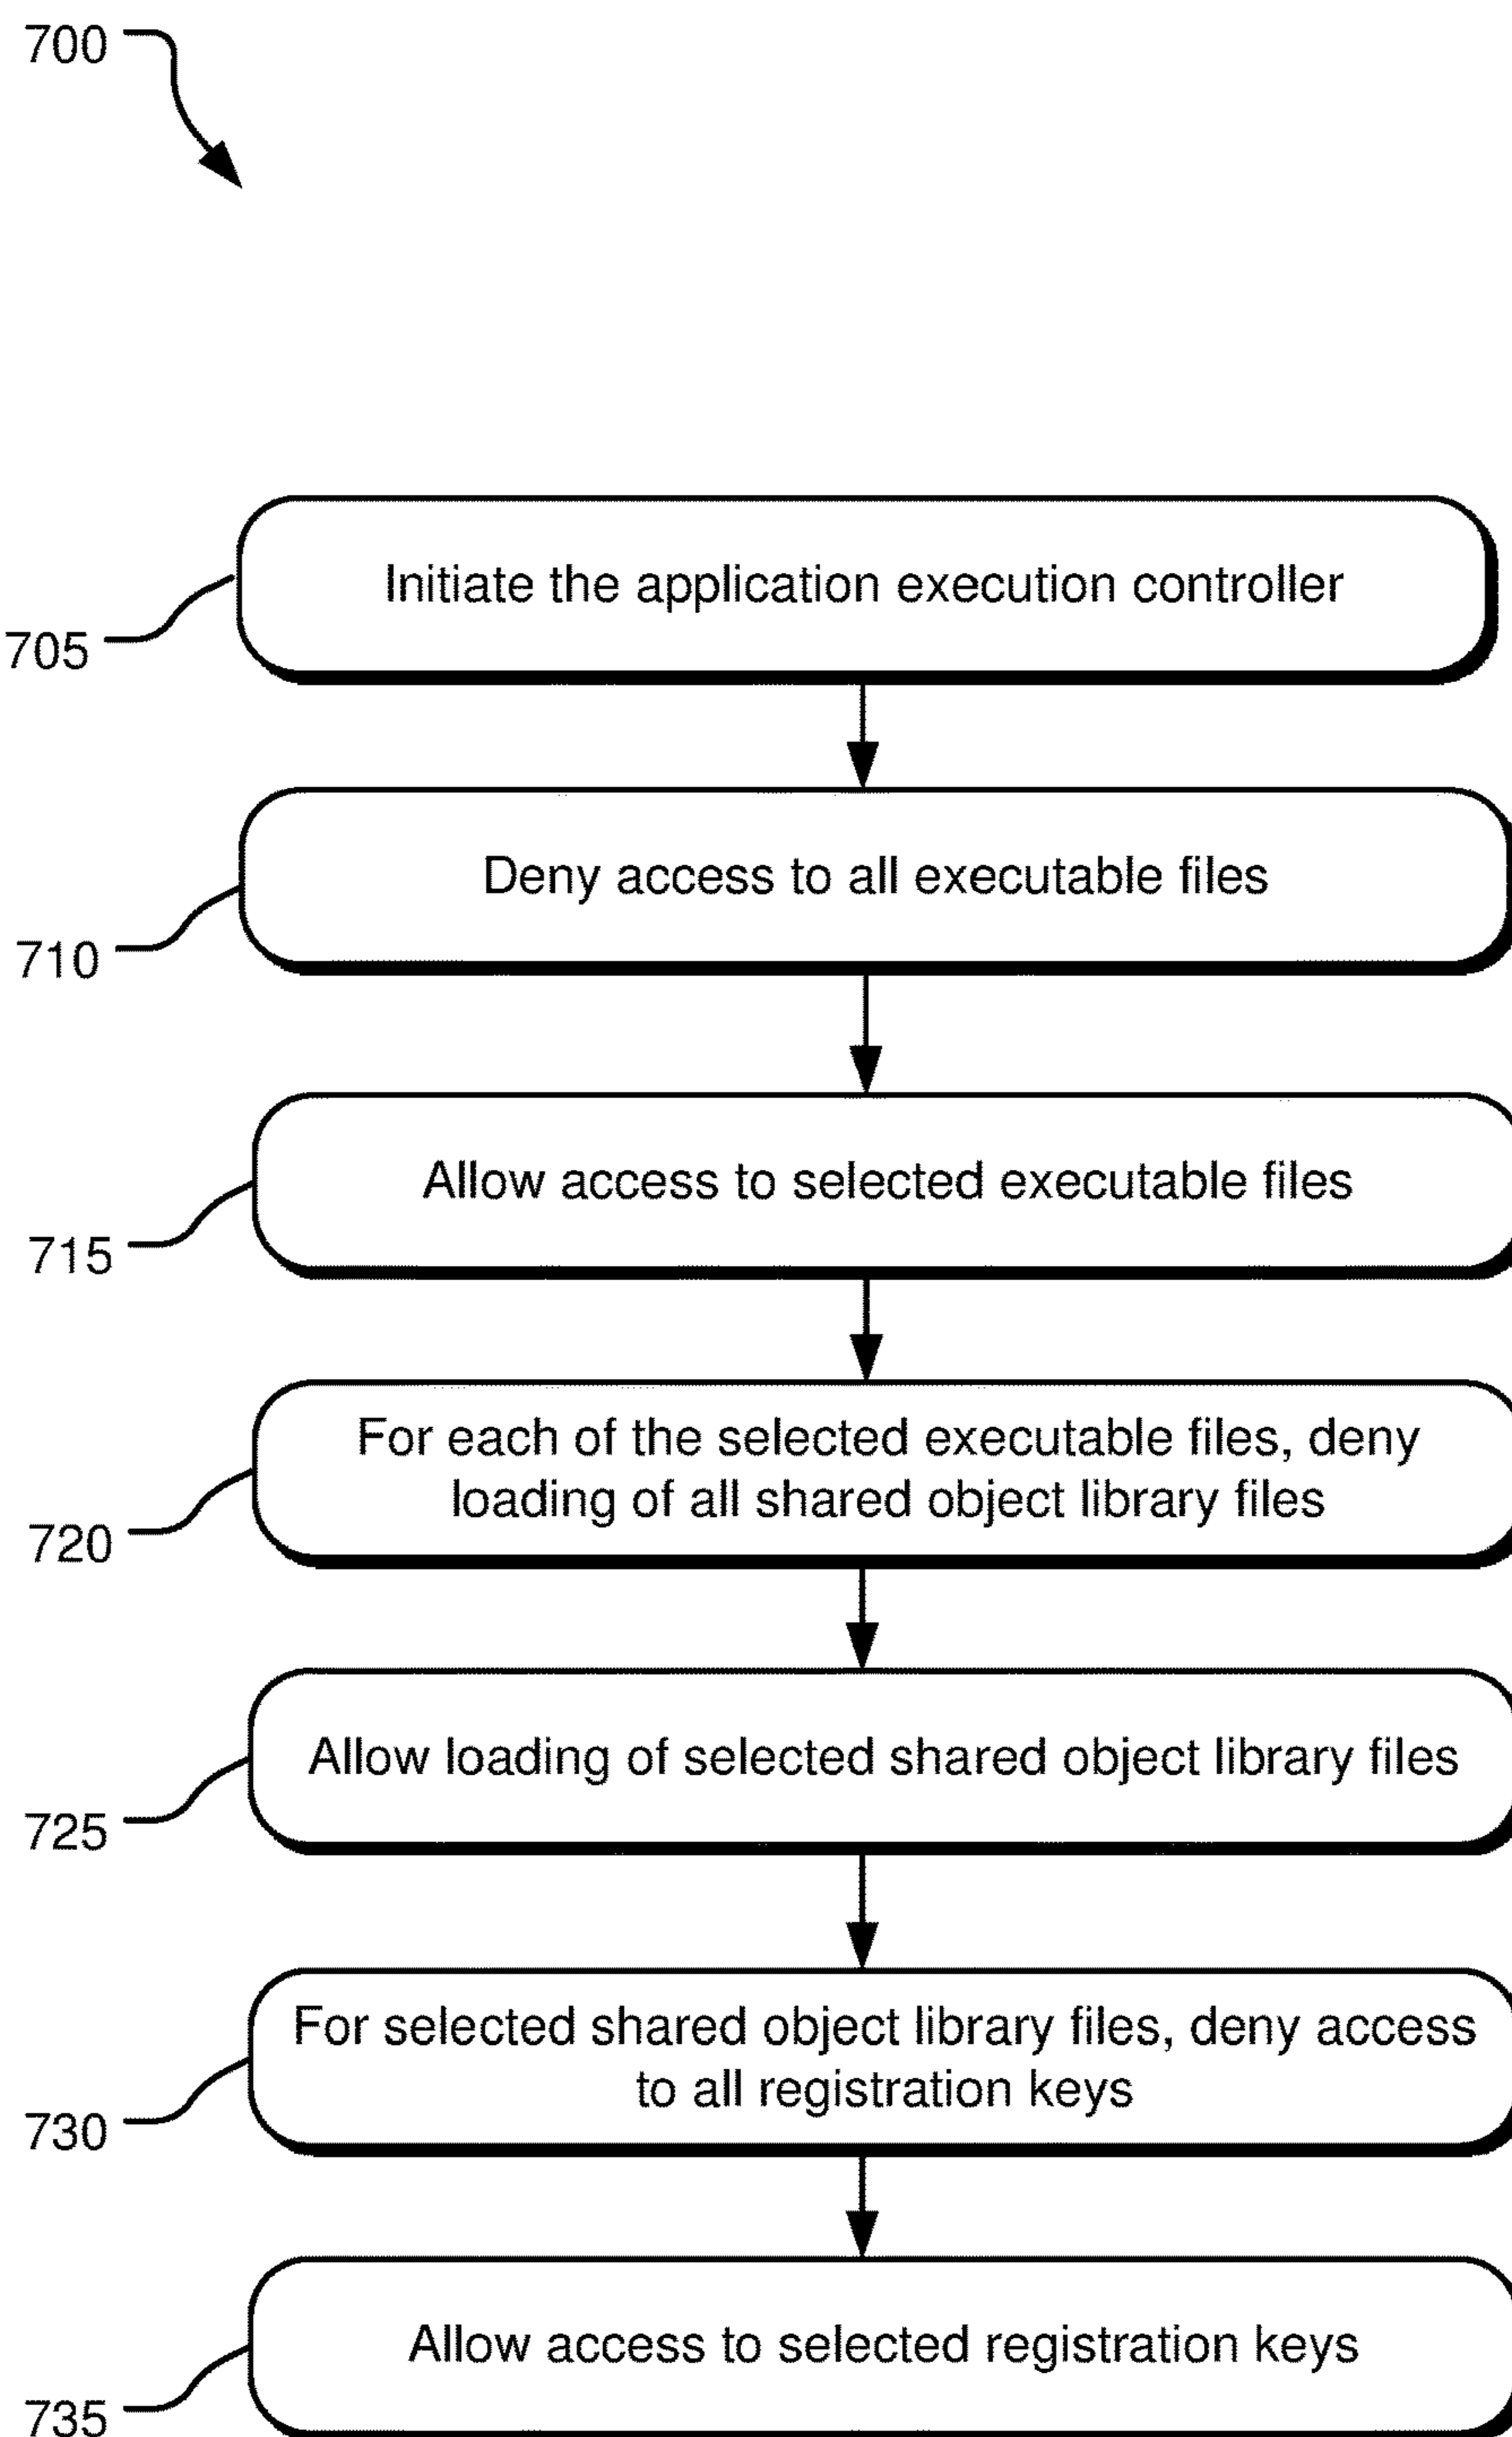 700
Initiate the application execution controller
705
Deny access to all executable files
710
Allow access to selected executable files
715
For each of the selected executable files, deny
loading of all shared object library files
720
Allow loading of selected shared object library files
725
For selected shared object library files, deny access
to all registration keys
730
Allow access to selected registration keys
735